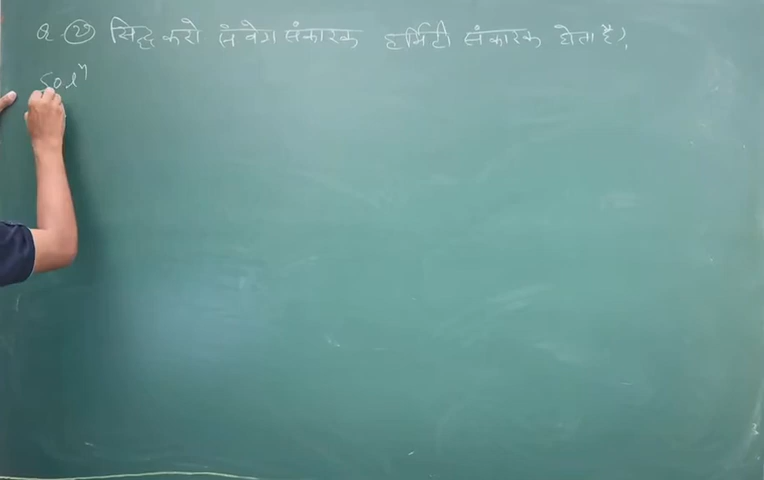 Q ② सिद्ध करो संवेग संकारक हर्मिटी संकारक होता है।
Solⁿ